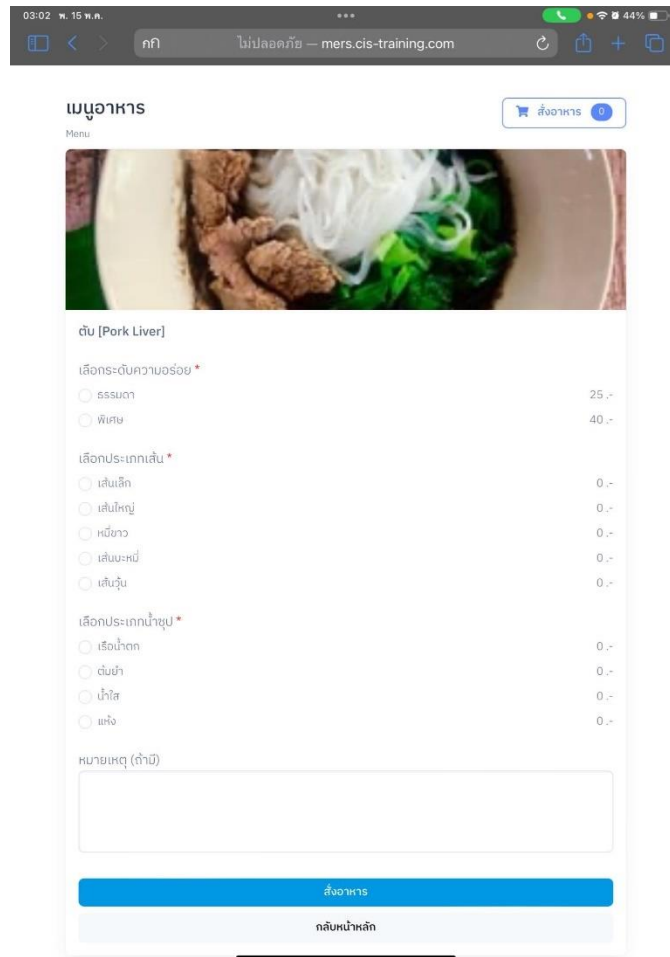 03:02 พ. 15 พ.ค.
44%
กกิ ไม่ปลอดภัย — mers.cis-training.com
เมนูอาหาร
Menu
สั่งอาหาร 0
ตับ [Pork Liver]
เลือกระดับความอร่อย *
ธรรมดา 25 .-
พิเศษ 40 .-
เลือกประเภทเส้น *
เส้นเล็ก 0 .-
เส้นใหญ่ 0 .-
หมี่ขาว 0 .-
เส้นบะหมี่ 0 .-
เส้นวุ้น 0 .-
เลือกประเภทน้ำซุป *
เรือน้ำตก 0 .-
ต้มยำ 0 .-
น้ำใส 0 .-
แห้ง 0 .-
หมายเหตุ (ถ้ามี)
สั่งอาหาร
กลับหน้าหลัก